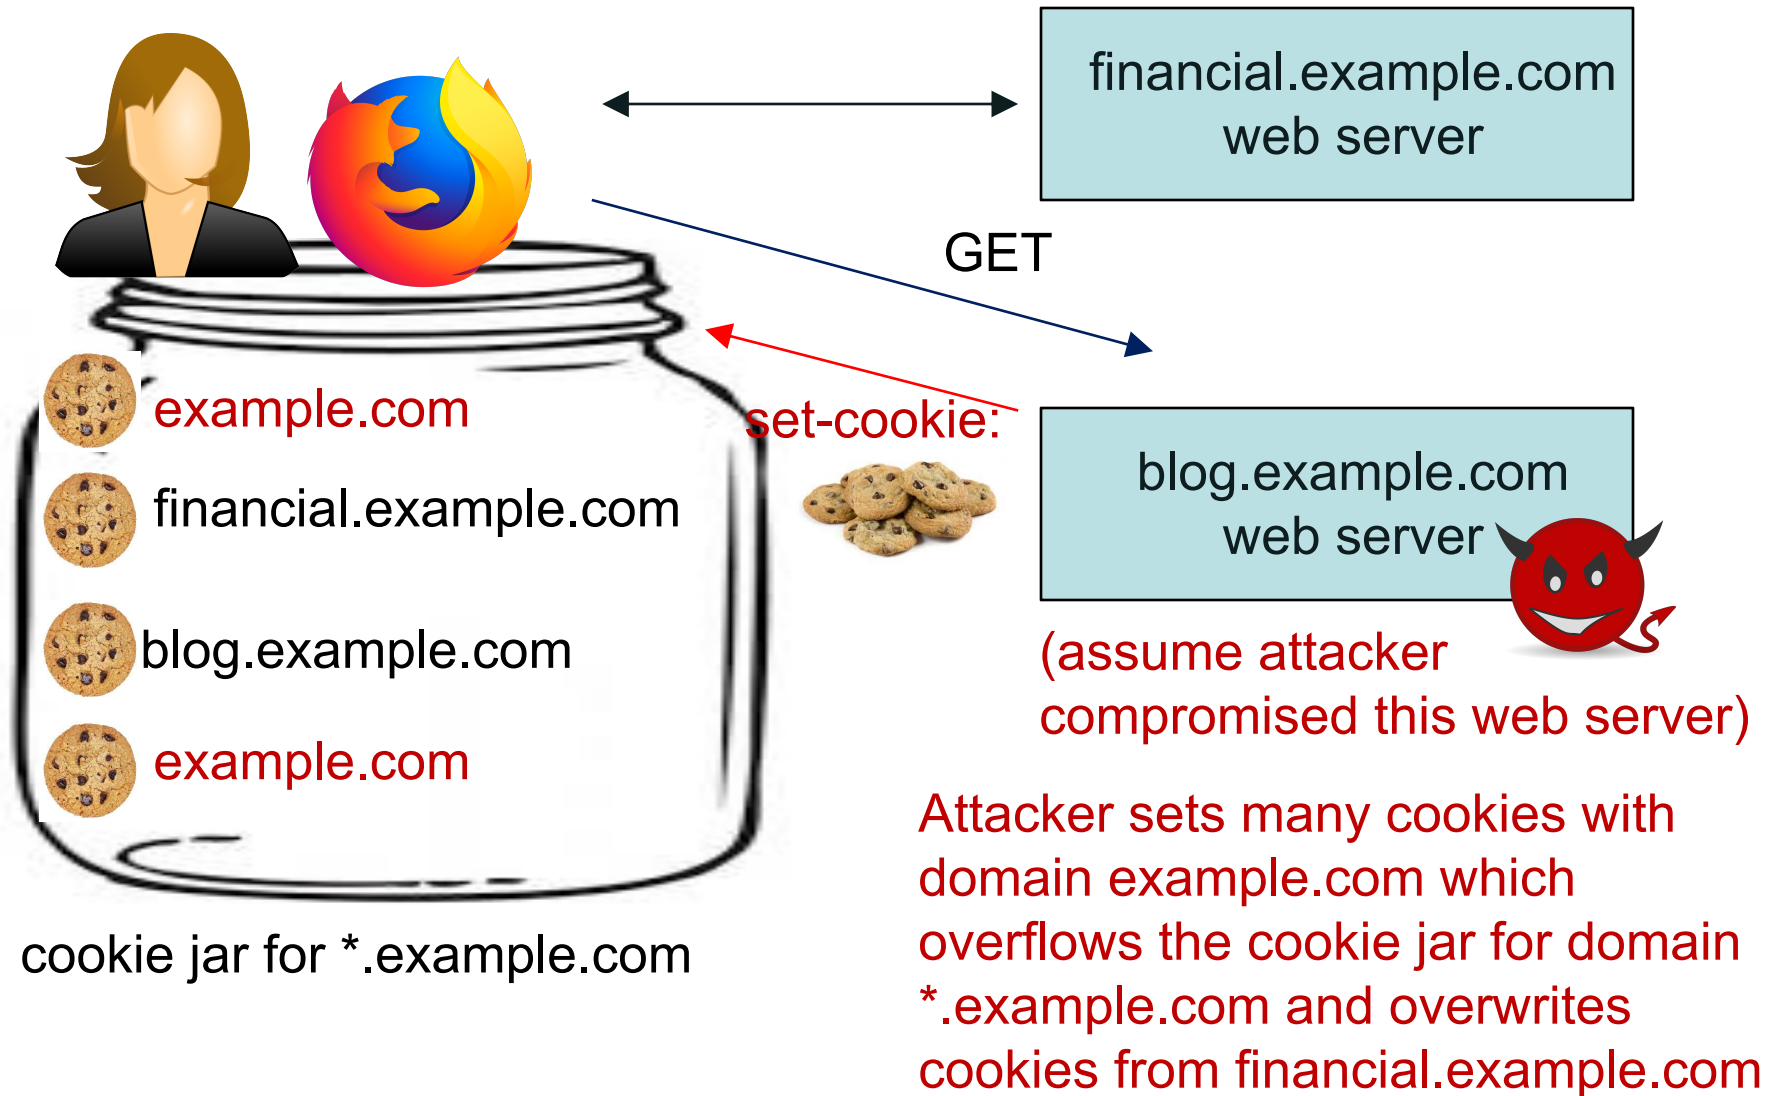 financial.example.com
web server
GET
example.com
set-cookie:
financial.example.com
blog.example.com
web server
blog.example.com
(assume attacker
compromised this web server)
example.com
Attacker sets many cookies with
domain example.com which
overflows the cookie jar for domain
*.example.com and overwrites
cookies from financial.example.com
cookie jar for *.example.com